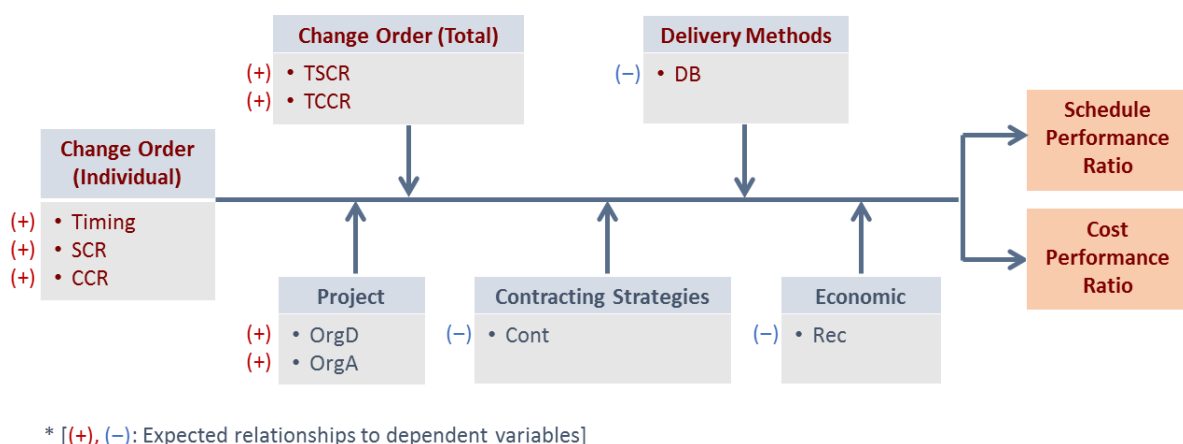 Change Order (Total)
(+) • TSCR
(+) • TCCR
Delivery Methods
(–) • DB
Change Order
(Individual)
(+) • Timing
(+) • SCR
(+) • CCR
Schedule
Performance
Ratio
Cost
Performance
Ratio
Project
(+) • OrgD
(+) • OrgA
Contracting Strategies
(–) • Cont
Economic
(–) • Rec
* [(+), (–): Expected relationships to dependent variables]